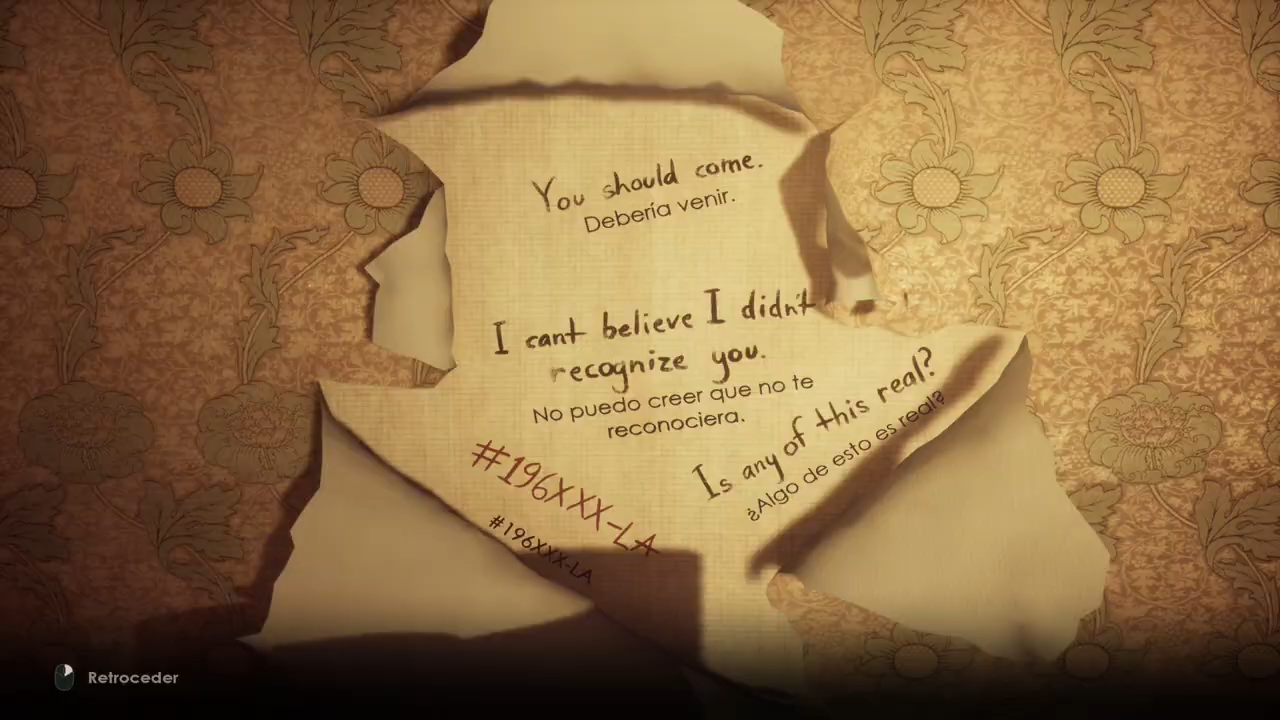 You should come.
Debería venir.
I cant believe I didn't
recognize you.
No puedo creer que no te
reconociera.
Is any of this real?
¿Algo de esto es real?
#196XXX-LA
#196XXX-LA
Retroceder